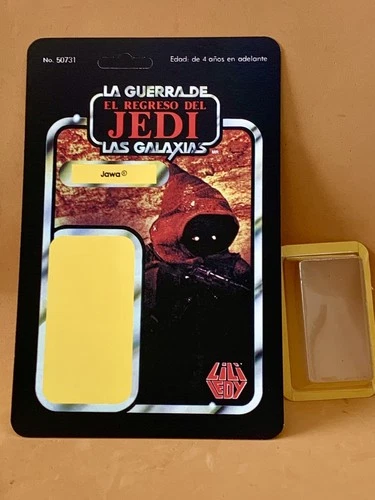 No. 50731
Edad: de 4 años en adelante
LA GUERRA DE
EL REGRESO DEL
JEDI
LAS GALAXIAS
Jawa©
LiLi
LEDY